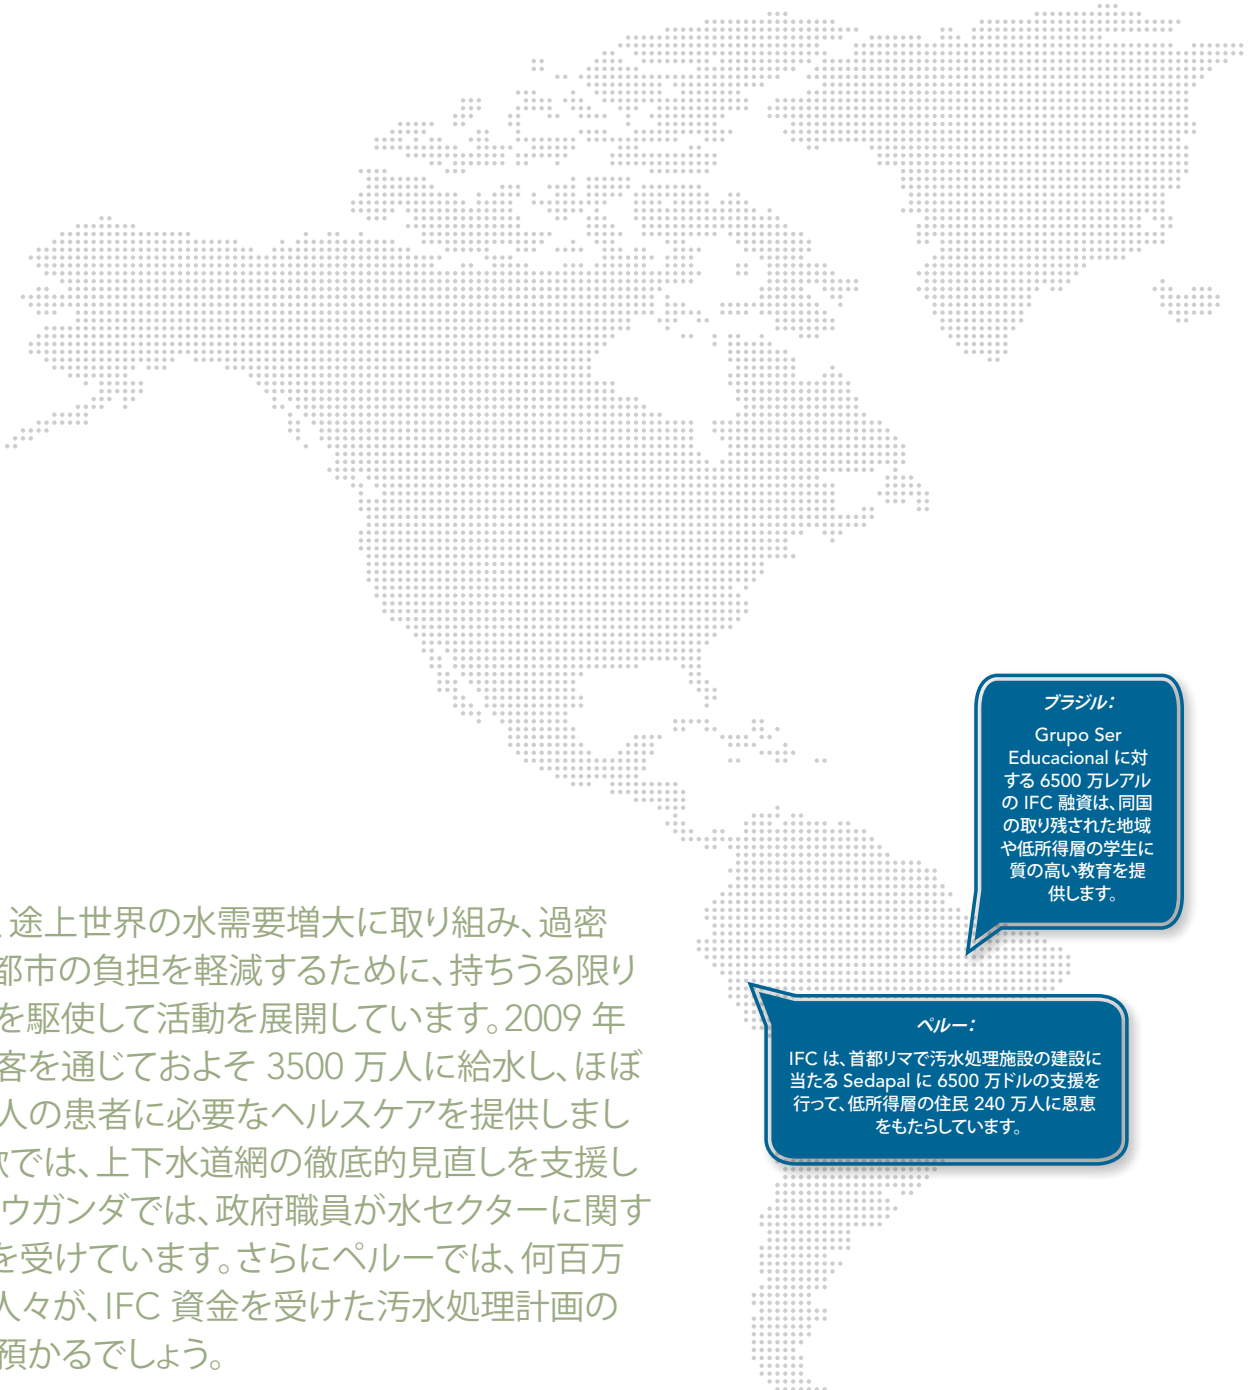 ブラジル：
Grupo Ser
Educacional に対
する 6500 万レアル
の IFC 融資は、同国
の取り残された地域
や低所得層の学生に
質の高い教育を提
供します。
、途上世界の水需要増大に取り組み、過密
都市の負担を軽減するために、持ちうる限り
を駆使して活動を展開しています。2009 年
客を通じておよそ 3500 万人に給水し、ほぼ
人の患者に必要なヘルスケアを提供しまし
欧では、上下水道網の徹底的見直しを支援し
ウガンダでは、政府職員が水セクターに関す
を受けています。さらにペルーでは、何百万
人々が、IFC 資金を受けた汚水処理計画の
預かるでしょう。
ペルー：
IFC は、首都リマで汚水処理施設の建設に
当たる Sedapal に 6500 万ドルの支援を
行って、低所得層の住民 240 万人に恩恵
をもたらしています。